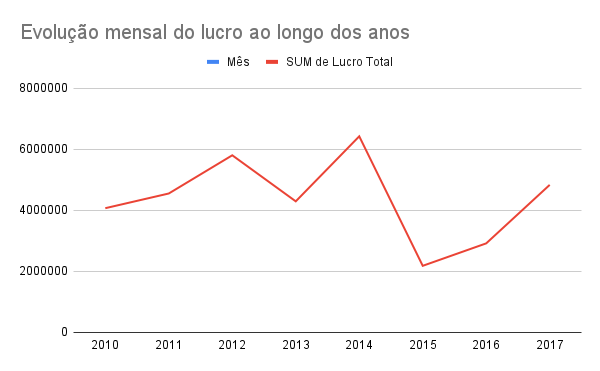 Evolução mensal do lucro ao longo dos anos
Mês SUM de Lucro Total
8000000
6000000
4000000
2000000
0
2010 2011 2012 2013 2014 2015 2016 2017